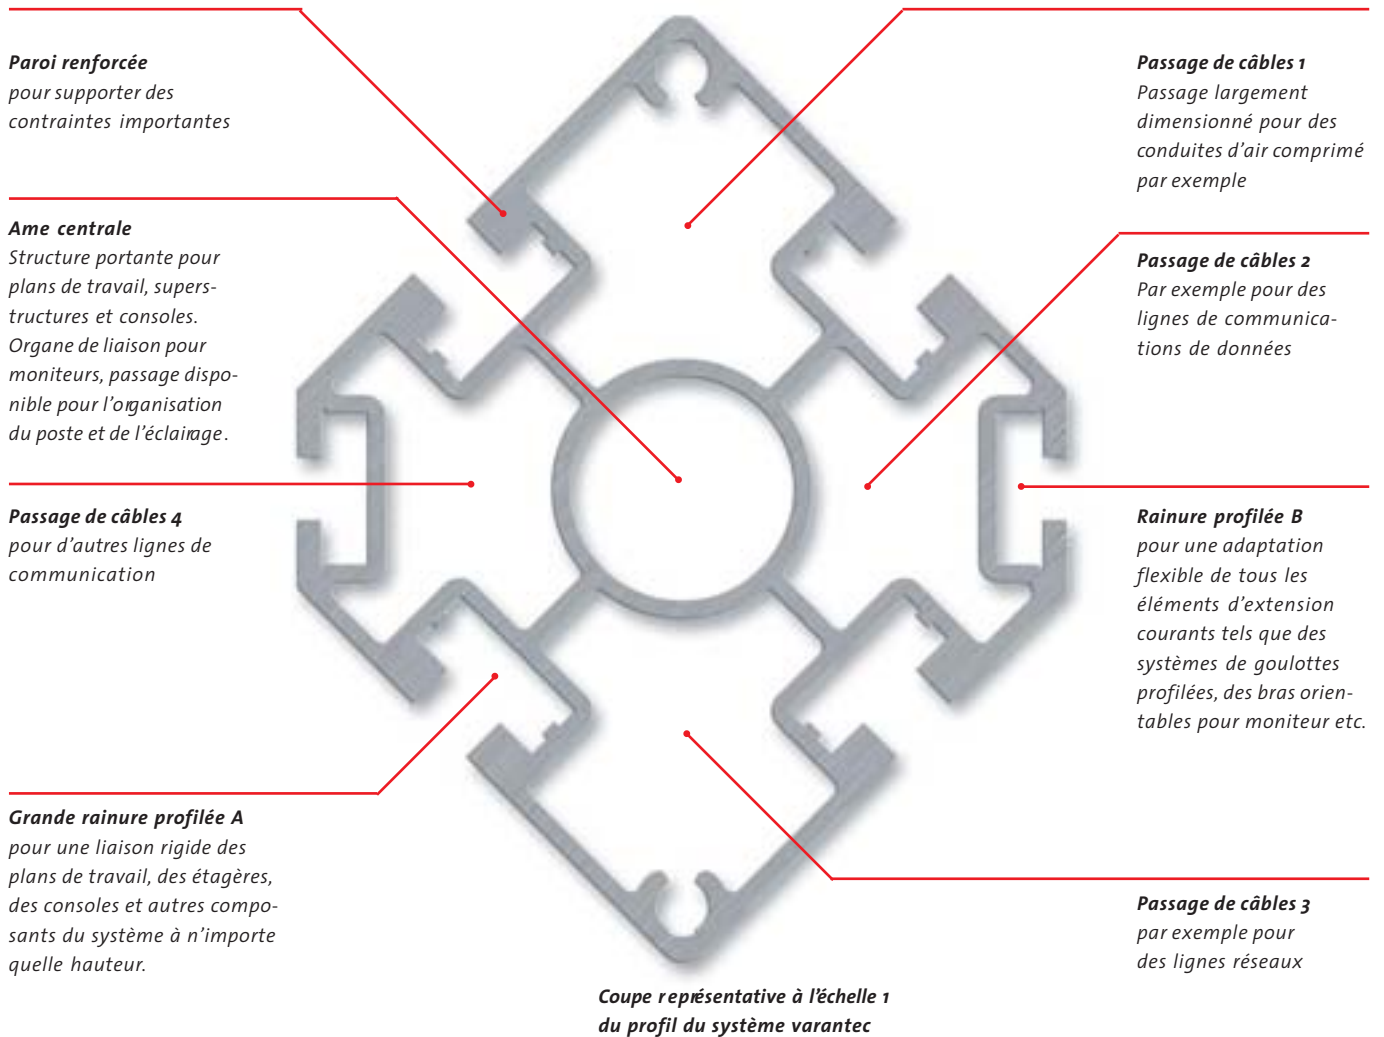 Paroi renforcée
pour supporter des
contraintes importantes
Ame centrale
Structure portante pour
plans de travail, supers-
tructures et consoles.
Organe de liaison pour
moniteurs, passage dispo-
nible pour l'organisation
du poste et de l'éclairage.
Passage de câbles 4
pour d'autres lignes de
communication
Grande rainure profilée A
pour une liaison rigide des
plans de travail, des étagères,
des consoles et autres compo-
sants du système à n'importe
quelle hauteur.
Passage de câbles 1
Passage largement
dimensionné pour des
conduites d'air comprimé
par exemple
Passage de câbles 2
Par exemple pour des
lignes de communica-
tions de données
Rainure profilée B
pour une adaptation
flexible de tous les
éléments d'extension
courants tels que des
systèmes de goulottes
profilées, des bras orien-
tables pour moniteur etc.
Passage de câbles 3
par exemple pour
des lignes réseaux
Coupe représentative à l'échelle 1
du profil du système varantec